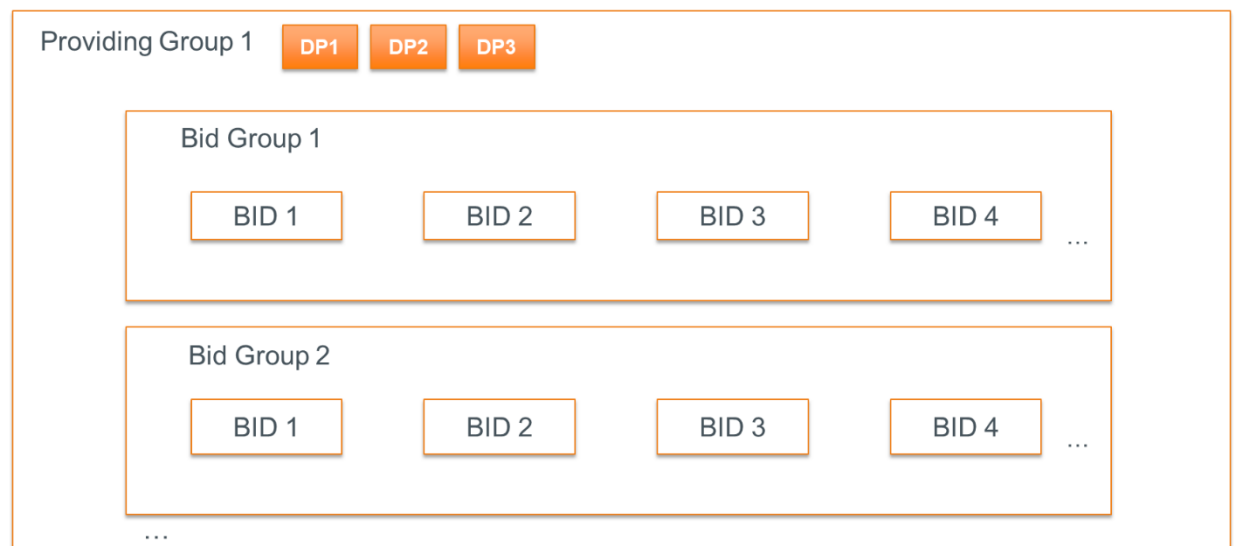 Providing Group 1 DP1 DP2 DP3
Bid Group 1
BID 1 BID 2 BID 3 BID 4 ...
Bid Group 2
BID 1 BID 2 BID 3 BID 4 ...
...